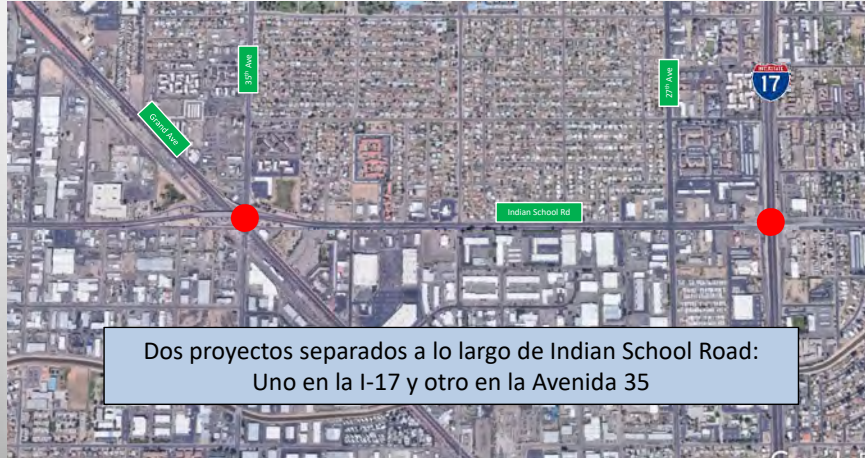 35th Ave
27th Ave
INTERSTATE
17
Grand Ave
Indian School Rd
Dos proyectos separados a lo largo de Indian School Road:
Uno en la I-17 y otro en la Avenida 35